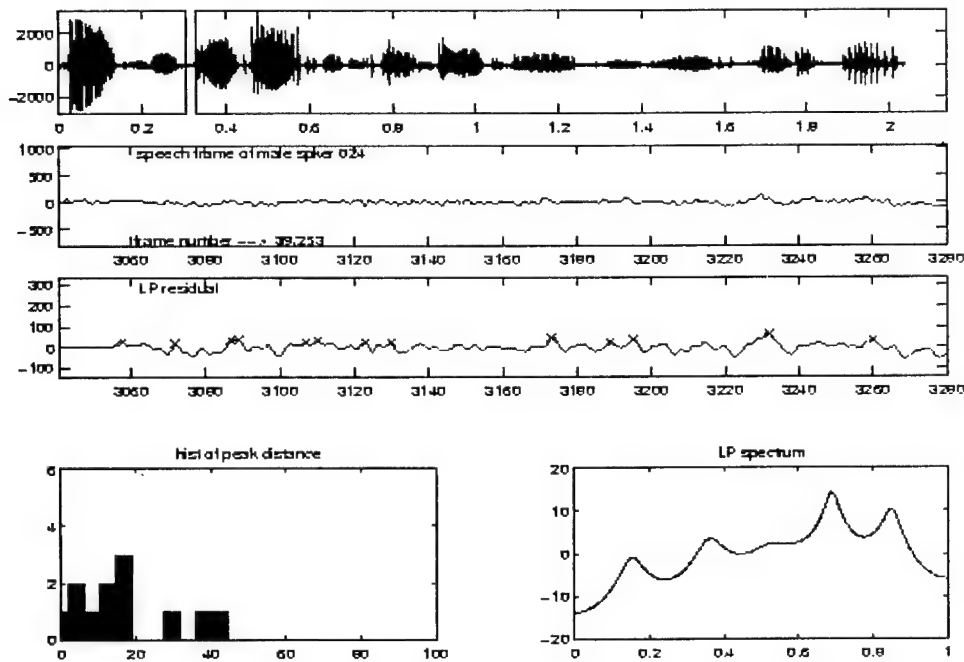 2000
0
-2000
0 0.2 0.4 0.6 0.8 1 1.2 1.4 1.6 1.8 2
1000
speech frame of male spker 024
500
0
-500
frame number --> 39.253
3060 3080 3100 3120 3140 3160 3180 3200 3220 3240 3260 3280
300
LP residual
200
100
0
-100
3060 3080 3100 3120 3140 3160 3180 3200 3220 3240 3260 3280
hist of peak distance
6
4
2
0
0 20 40 60 80 100
LP spectrum
20
10
0
-10
-20
0 0.2 0.4 0.6 0.8 1